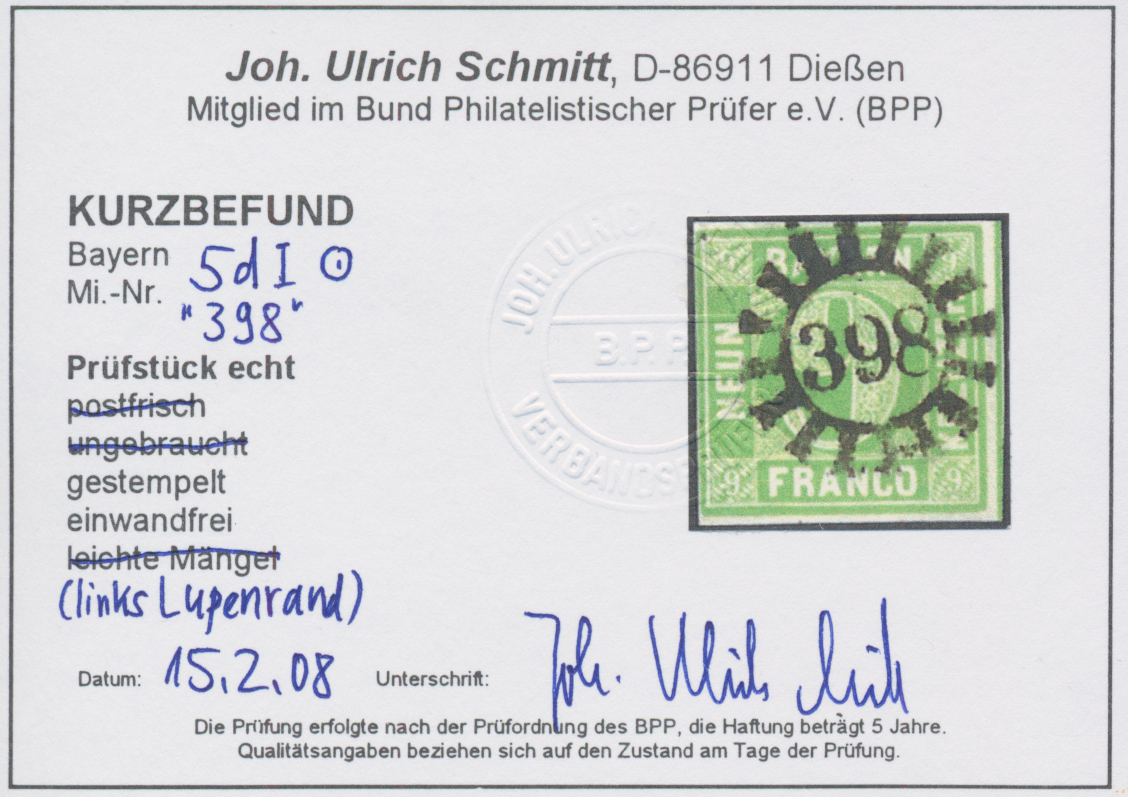 Joh. Ulrich Schmitt, D-86911 Dießen
Mitglied im Bund Philatelistischer Prüfer e.V. (BPP)
KURZBEFUND
Bayern 5d I ⊙
Mi.-Nr. "398"
Prüfstück echt
postfrisch
ungebraucht
gestempelt
einwandfrei
leichte Mängel
(links Lupenrand)
Datum: 15.2.08 Unterschrift: Joh. Ulrich Schmitt
Die Prüfung erfolgte nach der Prüfordnung des BPP, die Haftung beträgt 5 Jahre.
Qualitätsangaben beziehen sich auf den Zustand am Tage der Prüfung.
JOH. ULRICH
B.P.P.
NEUN
398
9 FRANCO 9